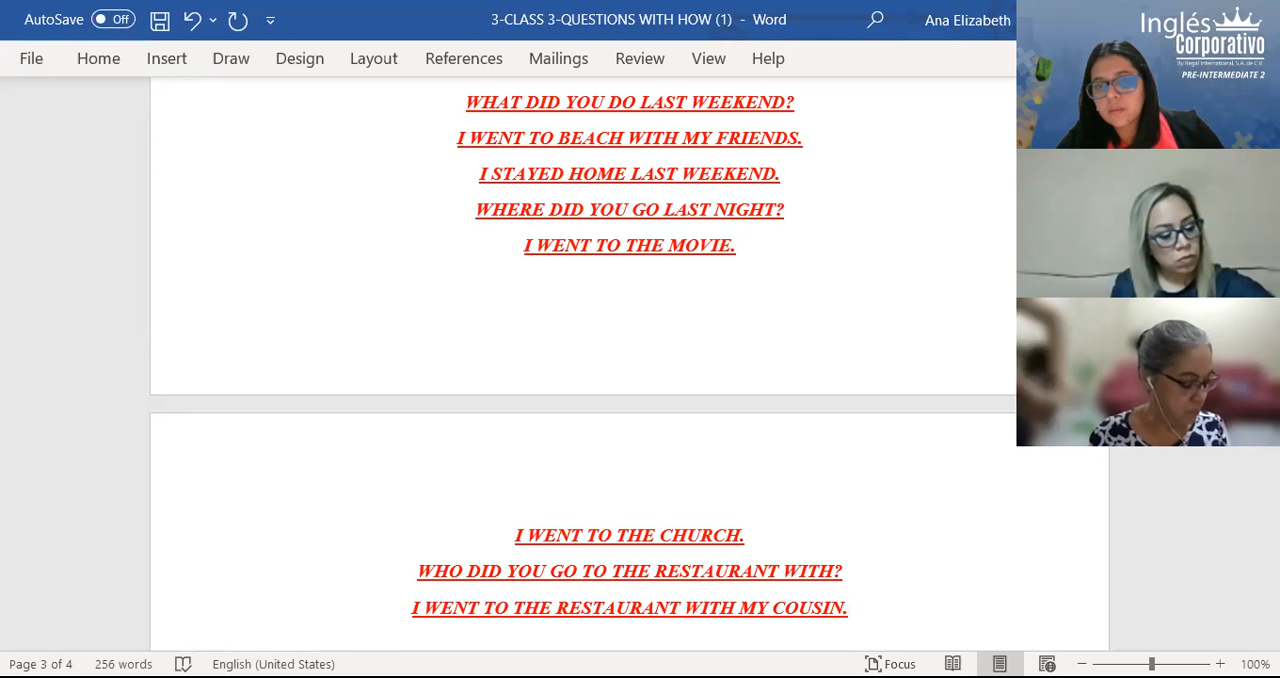 AutoSave Off 3-CLASS 3-QUESTIONS WITH HOW (1) - Word Ana Elizabeth
File Home Insert Draw Design Layout References Mailings Review View Help
Inglés
Corporativo
By Regal International, S.A. de C.V.
PRE-INTERMEDIATE 2
WHAT DID YOU DO LAST WEEKEND?
I WENT TO BEACH WITH MY FRIENDS.
I STAYED HOME LAST WEEKEND.
WHERE DID YOU GO LAST NIGHT?
I WENT TO THE MOVIE.
I WENT TO THE CHURCH.
WHO DID YOU GO TO THE RESTAURANT WITH?
I WENT TO THE RESTAURANT WITH MY COUSIN.
Page 3 of 4 256 words English (United States) Focus 100%